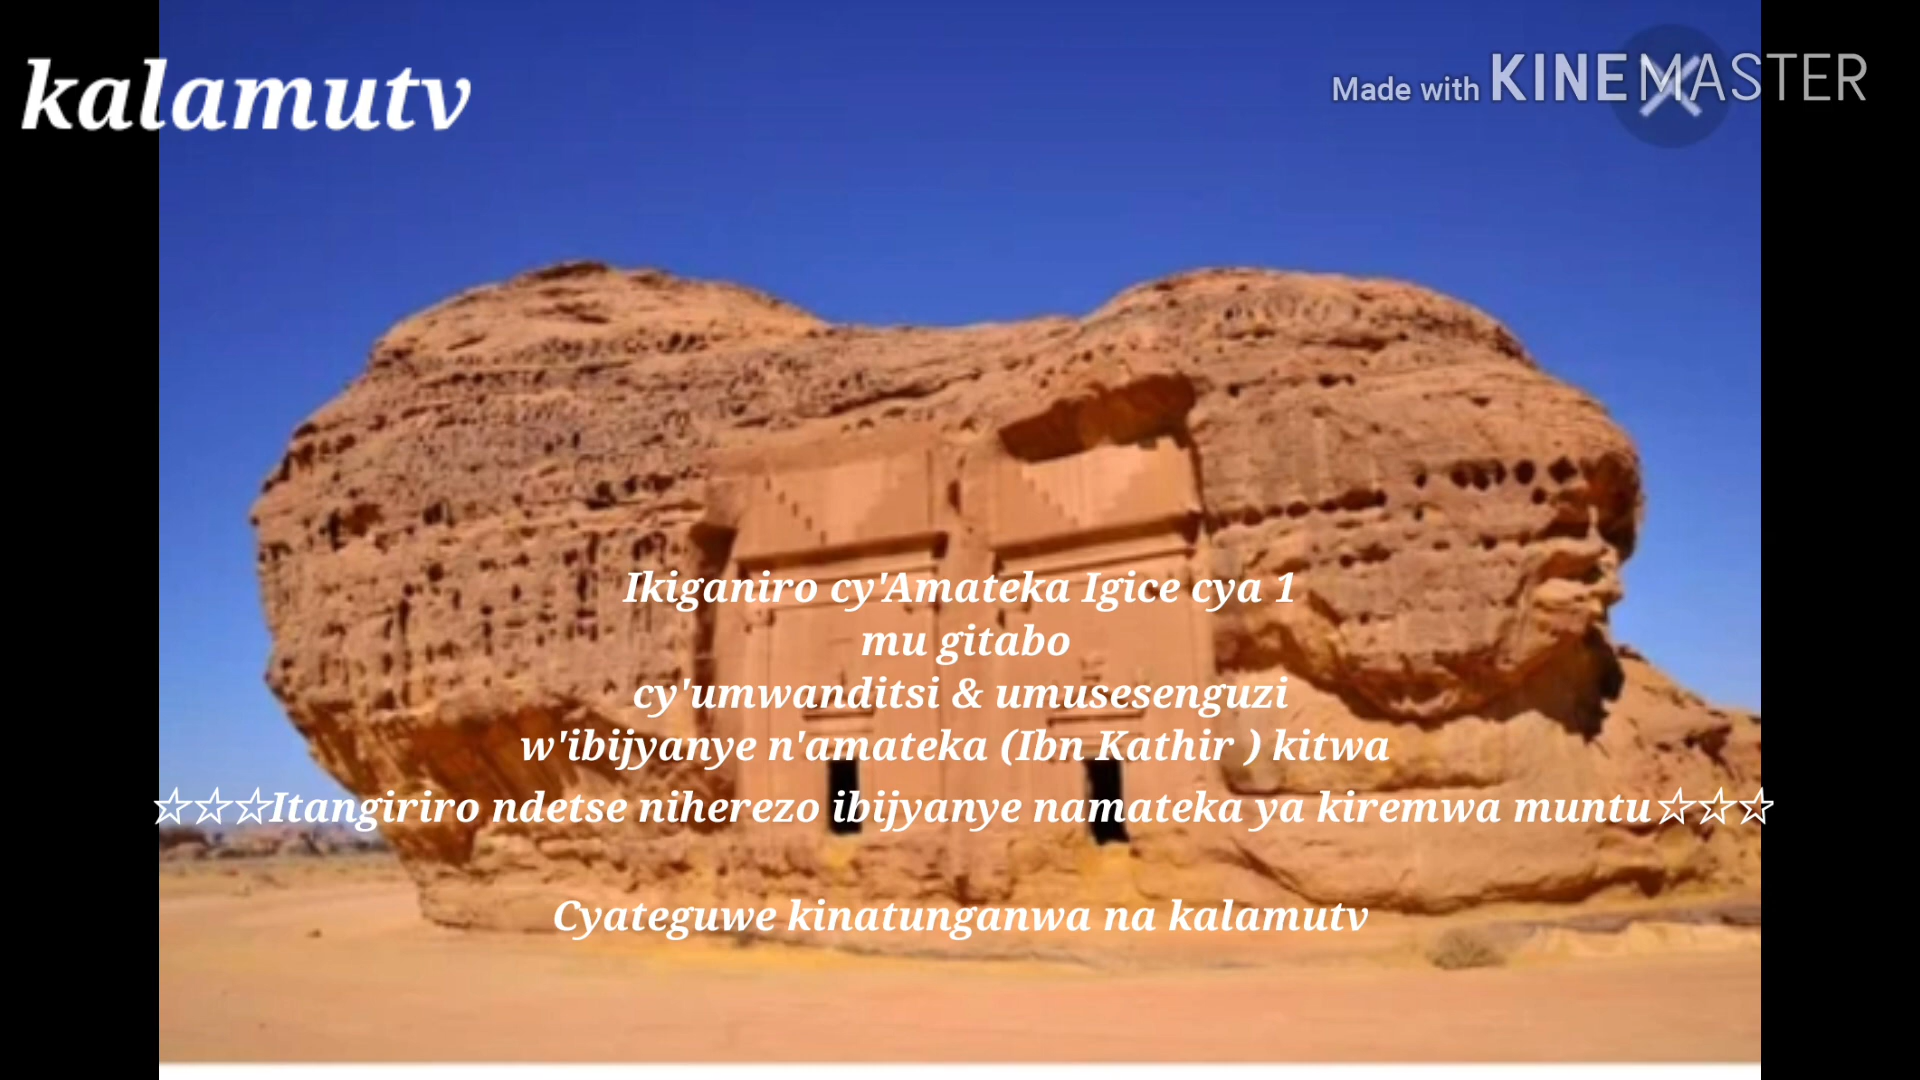 kalamutv
Made with KINEMASTER
Ikiganiro cy'Amateka Igice cya 1
mu gitabo
cy'umwanditsi & umusesenguzi
w'ibijyanye n'amateka (Ibn Kathir ) kitwa
☆☆☆Itangiriro ndetse niherezo ibijyanye namateka ya kiremwa muntu☆☆☆
Cyateguwe kinatunganwa na kalamutv